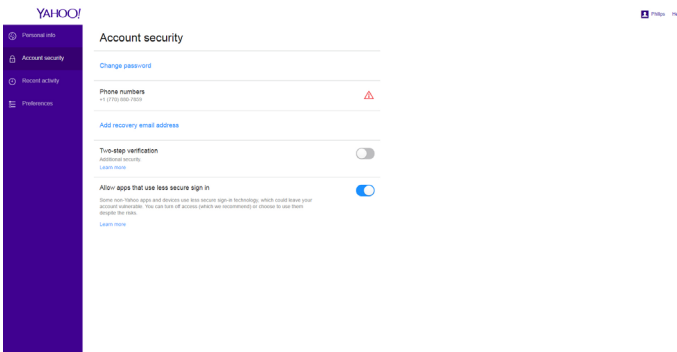 YAHOO!
Philips Hi
Personal info
Account security
Recent activity
Preferences
Account security
Change password
Phone numbers
Add recovery email address
Two-step verification
Additional security.
Learn more
Allow apps that use less secure sign in
Some non-Yahoo apps and devices use less secure sign-in technology, which could leave your
account vulnerable. You can turn off access (which we recommend) or choose to use them
despite the risks.
Learn more